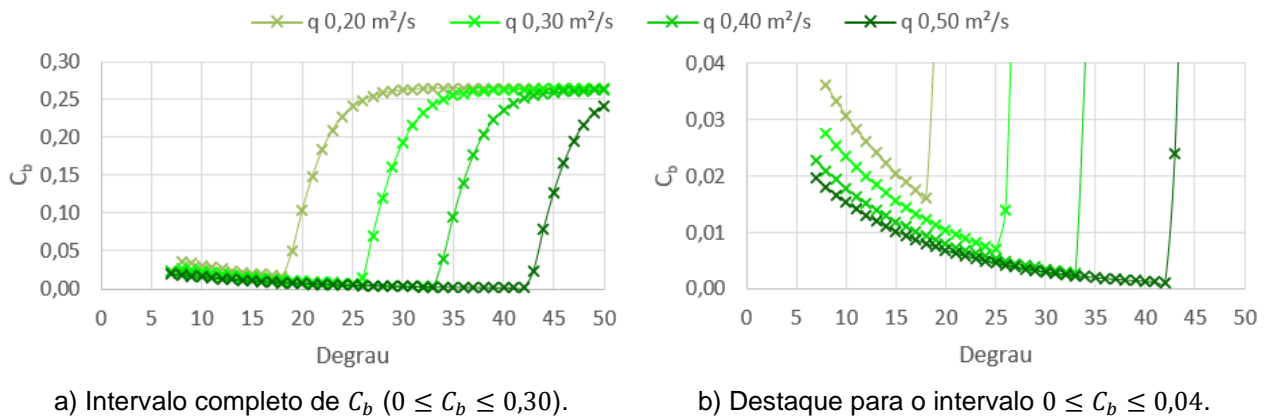 q 0,20 m²/s q 0,30 m²/s q 0,40 m²/s q 0,50 m²/s
0,30
0,25
0,20
0,15
0,10
0,05
0,00
C_b
0 5 10 15 20 25 30 35 40 45 50
Degrau
0,04
0,03
0,02
0,01
0,00
C_b
0 5 10 15 20 25 30 35 40 45 50
Degrau
a) Intervalo completo de C_b (0 ≤ C_b ≤ 0,30).
b) Destaque para o intervalo 0 ≤ C_b ≤ 0,04.